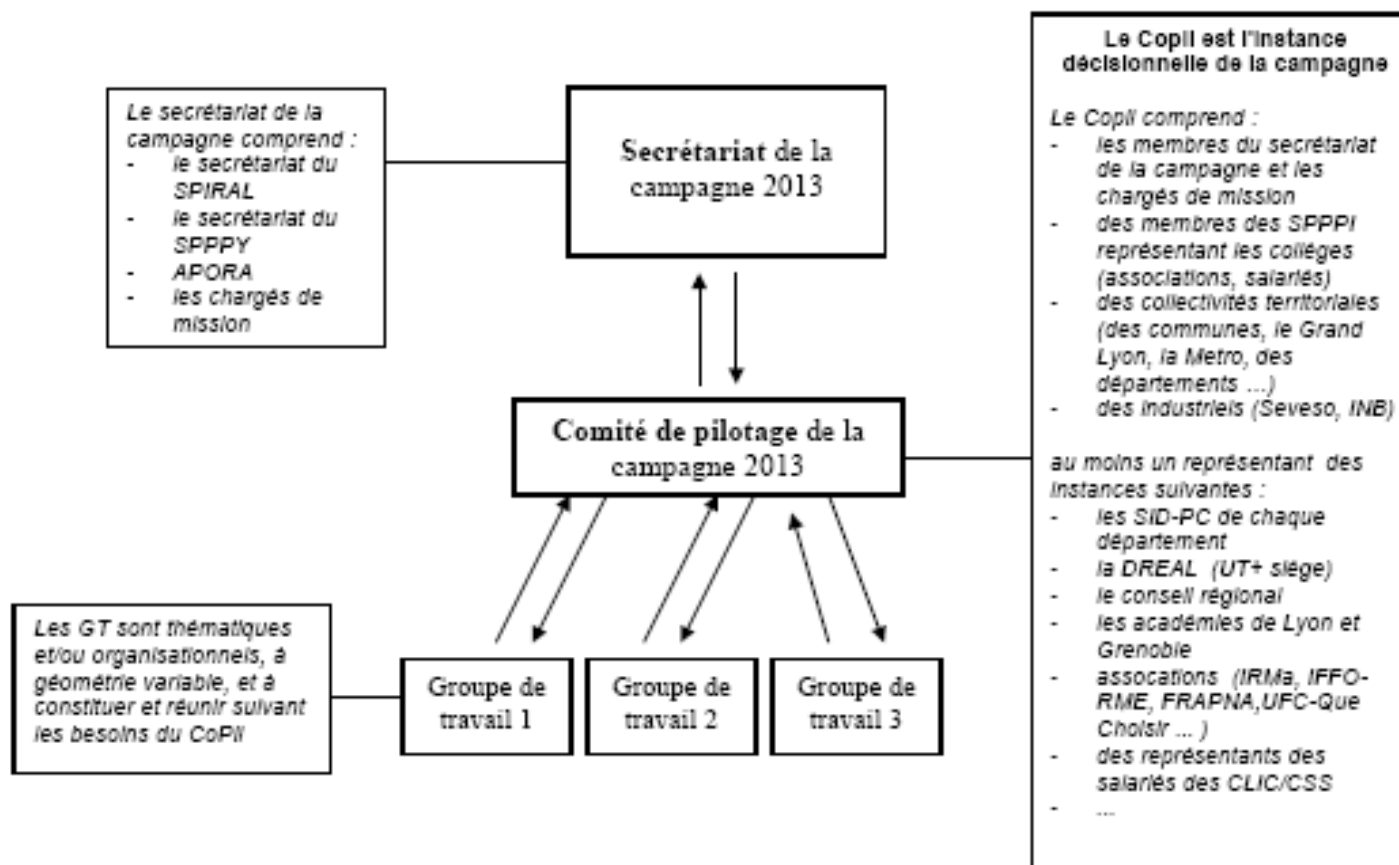 Le secrétariat de la
campagne comprend :
- le secrétariat du
SPIRAL
- le secrétariat du
SPPPY
- APORA
- les chargés de
mission
Secrétariat de la
campagne 2013
Le Copil est l'instance
décisionnelle de la campagne
Le Copil comprend :
- les membres du secrétariat
de la campagne et les
chargés de mission
- des membres des SPPPI
représentant les collèges
(associations, salariés)
- des collectivités territoriales
(des communes, le Grand
Lyon, la Metro, des
départements ...)
- des industriels (Seveso, INB)
au moins un représentant des
instances suivantes :
- les SID-PC de chaque
département
- la DREAL (UT+ siège)
- le conseil régional
- les académies de Lyon et
Grenoble
- assocations (IRMa, IFFO-
RME, FRAPNA,UFC-Que
Choisir ... )
- des représentants des
salariés des CLIC/CSS
- ...
Comité de pilotage de la
campagne 2013
Les GT sont thématiques
et/ou organisationnels, à
géométrie variable, et à
constituer et réunir suivant
les besoins du CoPil
Groupe de
travail 1
Groupe de
travail 2
Groupe de
travail 3